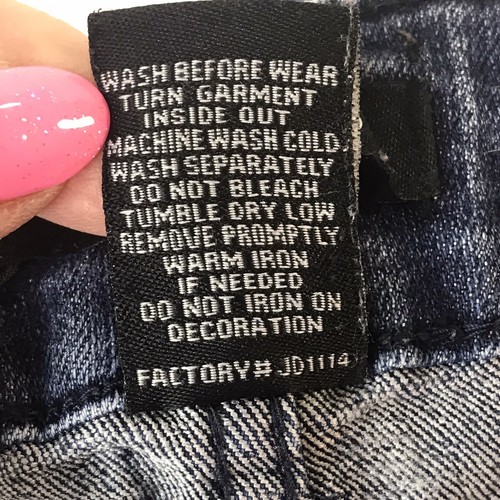 WASH BEFORE WEAR
TURN GARMENT
INSIDE OUT
MACHINE WASH COLD
WASH SEPARATELY
DO NOT BLEACH
TUMBLE DRY LOW
REMOVE PROMPTLY
WARM IRON
IF NEEDED
DO NOT IRON ON
DECORATION
FACTORY# JD1114